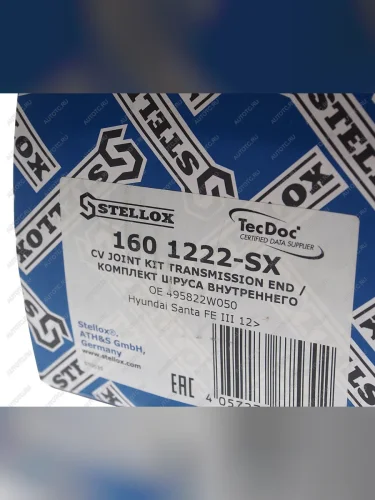 STELLOX
TecDoc
CERTIFIED DATA SUPPLIER
160 1222-SX
CV JOINT KIT TRANSMISSION END /
КОМПЛЕКТ ШРУСА ВНУТРЕННЕГО
OE 495822W050
Hyundai Santa FE III 12>
Stellox®.
ATH&S GmbH,
Germany
www.stellox.com
EAC